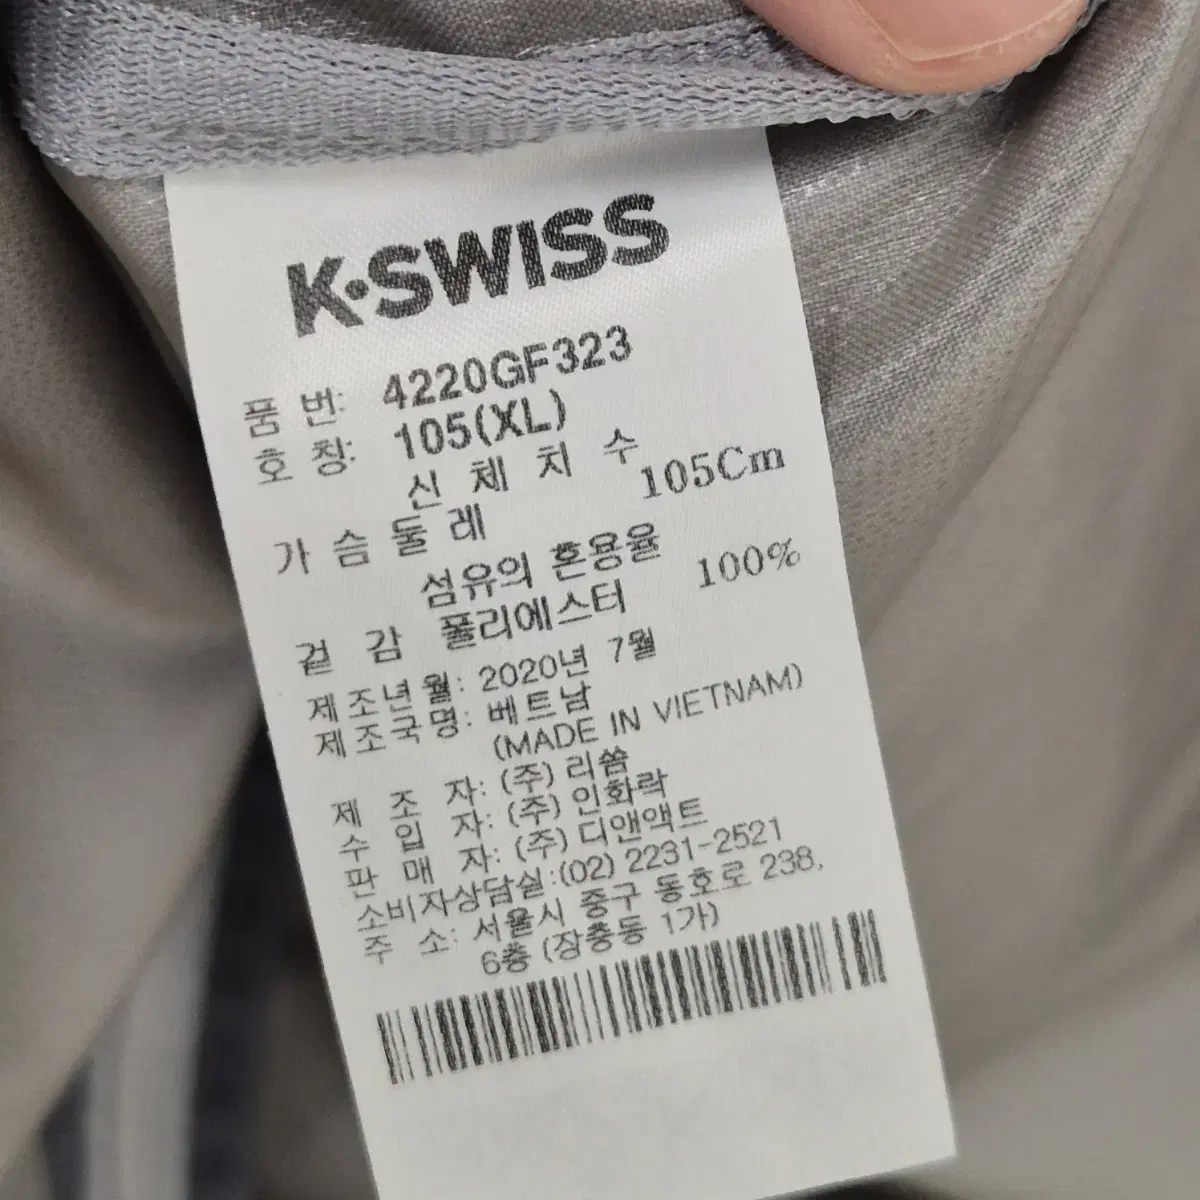 K·SWISS
품 번: 4220GF323
호 칭: 105(XL)
신 체 치 수
가 슴 둘 레 105Cm
섬유의 혼용율
겉 감 폴리에스터 100%
제조년월: 2020년 7월
제조국명: 베트남
(MADE IN VIETNAM)
제 조 자: (주) 리쏨
수 입 자: (주) 인화락
판 매 자: (주) 디앤액트
소비자상담실:(02) 2231-2521
주 소: 서울시 중구 동호로 238,
6층 (장충동 1가)